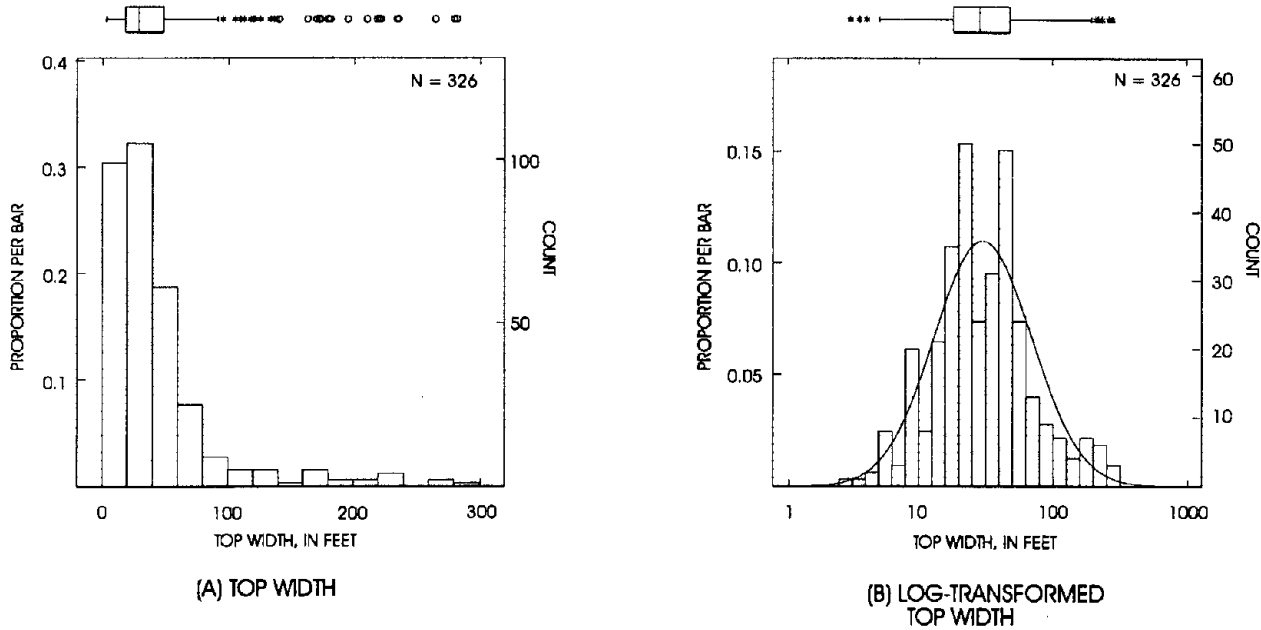 0.4
0.3
0.2
0.1
PROPORTION PER BAR
N = 326
100
50
COUNT
0
100
200
300
TOP WIDTH, IN FEET
(A) TOP WIDTH
0.15
0.10
0.05
PROPORTION PER BAR
N = 326
60
50
40
30
20
10
COUNT
1
10
100
1000
TOP WIDTH, IN FEET
(B) LOG-TRANSFORMED
TOP WIDTH